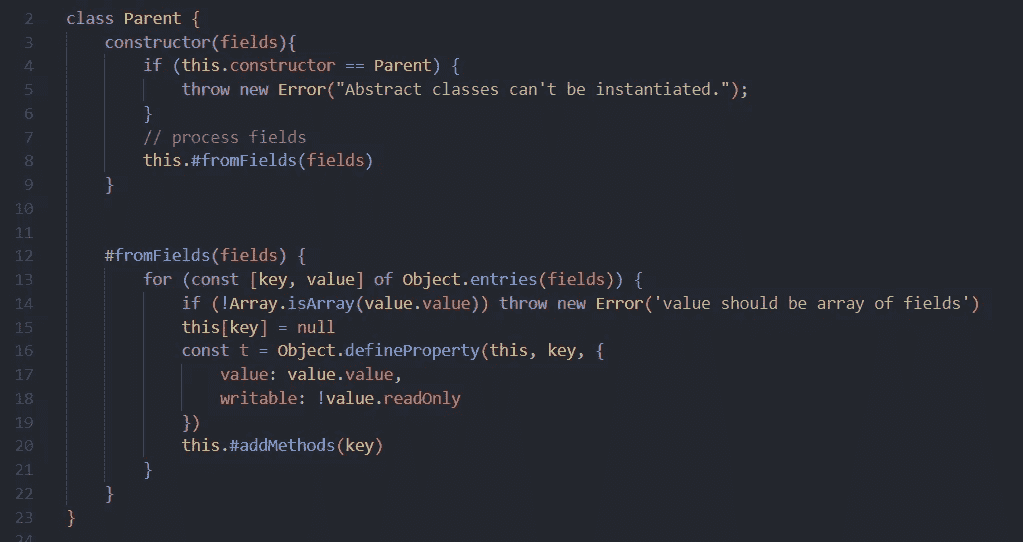 2 class Parent {
3 constructor(fields){
4 if (this.constructor == Parent) {
5 throw new Error("Abstract classes can't be instantiated.");
6 }
7 // process fields
8 this.#fromFields(fields)
9 }
10
11
12 #fromFields(fields) {
13 for (const [key, value] of Object.entries(fields)) {
14 if (!Array.isArray(value.value)) throw new Error('value should be array of fields')
15 this[key] = null
16 const t = Object.defineProperty(this, key, {
17 value: value.value,
18 writable: !value.readOnly
19 })
20 this.#addMethods(key)
21 }
22 }
23 }
24